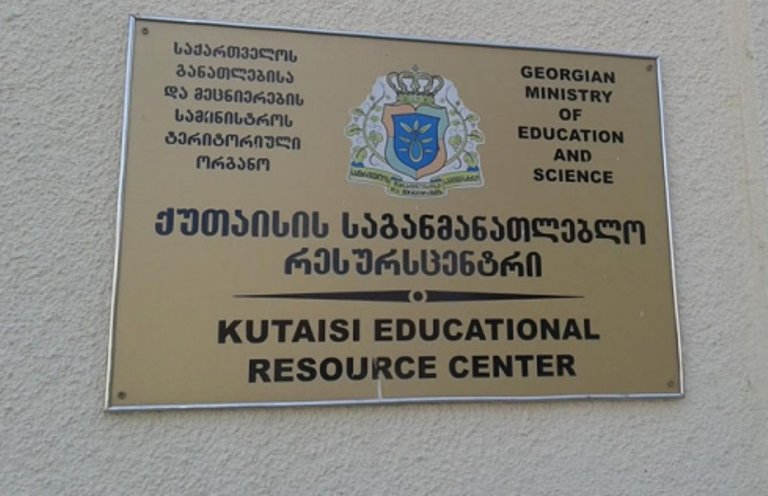 საქართველოს
განათლებისა
და მეცნიერების
სამინისტროს
ტერიტორიული
ორგანო
GEORGIAN
MINISTRY
OF
EDUCATION
AND
SCIENCE
ქუთაისის საგანმანათლებლო
რესურსცენტრი
KUTAISI EDUCATIONAL
RESOURCE CENTER